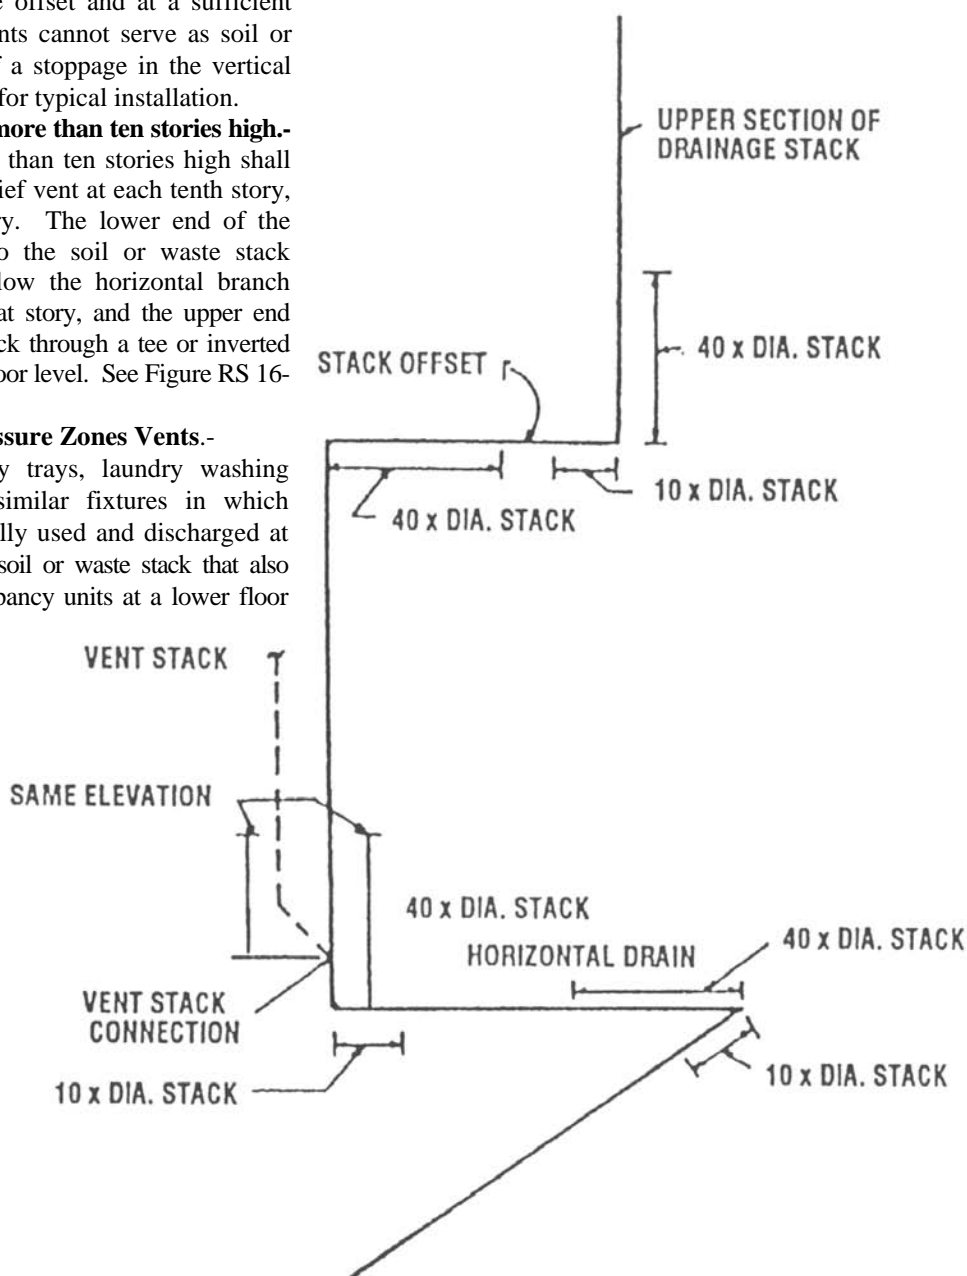 e offset and at a sufficient
nts cannot serve as soil or
f a stoppage in the vertical
for typical installation.
more than ten stories high.-
than ten stories high shall
ief vent at each tenth story,
ry. The lower end of the
o the soil or waste stack
low the horizontal branch
at story, and the upper end
ck through a tee or inverted
oor level. See Figure RS 16-
ssure Zones Vents.-
y trays, laundry washing
similar fixtures in which
lly used and discharged at
soil or waste stack that also
pancy units at a lower floor
UPPER SECTION OF
DRAINAGE STACK
40 x DIA. STACK
STACK OFFSET
10 x DIA. STACK
40 x DIA. STACK
VENT STACK
SAME ELEVATION
40 x DIA. STACK
HORIZONTAL DRAIN
40 x DIA. STACK
VENT STACK
CONNECTION
10 x DIA. STACK
10 x DIA. STACK